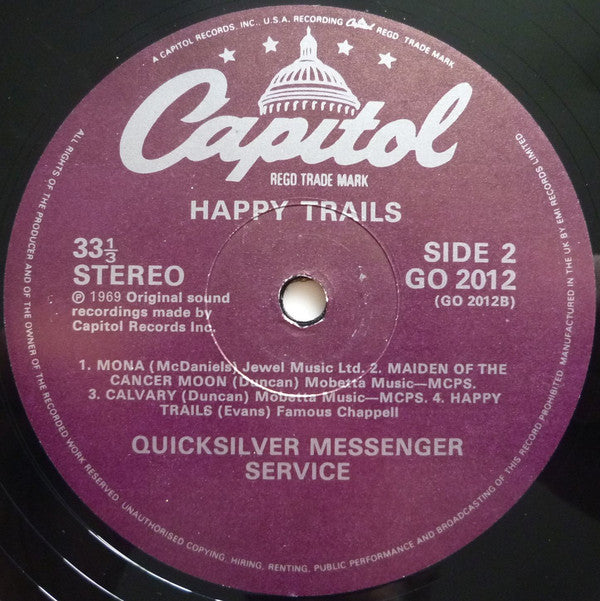 A CAPITOL RECORDS, INC., U.S.A. RECORDING Capitol REGD. TRADE MARK
Capitol
REGD TRADE MARK
HAPPY TRAILS
33⅓
STEREO
℗ 1969 Original sound
recordings made by
Capitol Records Inc.
SIDE 2
GO 2012
(GO 2012B)
1. MONA (McDaniels) Jewel Music Ltd. 2. MAIDEN OF THE
CANCER MOON (Duncan) Mobetta Music—MCPS.
3. CALVARY (Duncan) Mobetta Music—MCPS. 4. HAPPY
TRAILS (Evans) Famous Chappell
QUICKSILVER MESSENGER
SERVICE
ALL RIGHTS OF THE PRODUCER AND OF THE OWNER OF THE RECORDED WORK RESERVED. UNAUTHORISED COPYING, HIRING, RENTING, PUBLIC PERFORMANCE AND BROADCASTING OF THIS RECORD PROHIBITED. MANUFACTURED IN THE UK BY EMI RECORDS LIMITED